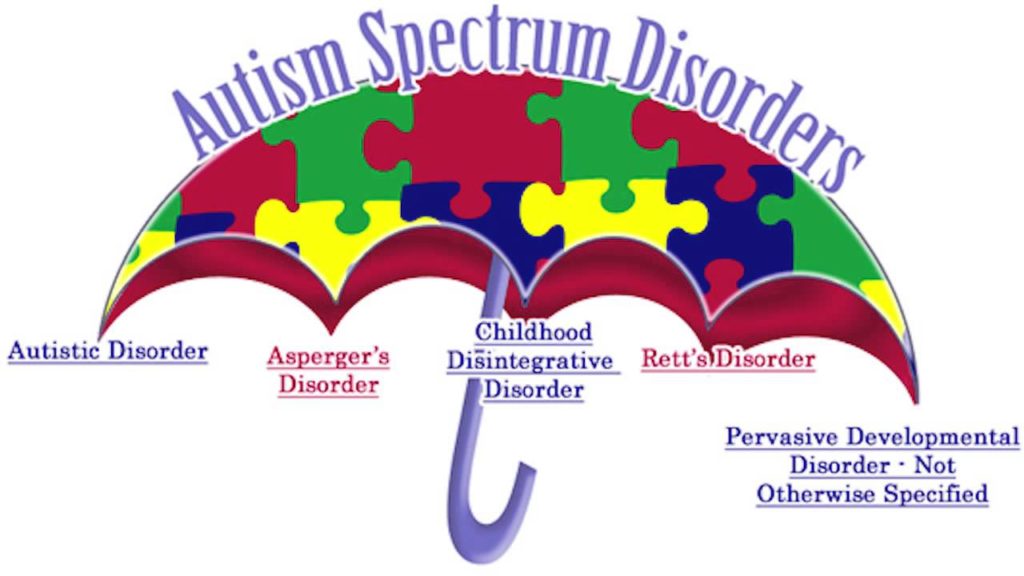 Autism Spectrum Disorders
Autistic Disorder
Asperger's
Disorder
Childhood
Disintegrative
Disorder
Rett's Disorder
Pervasive Developmental
Disorder - Not
Otherwise Specified